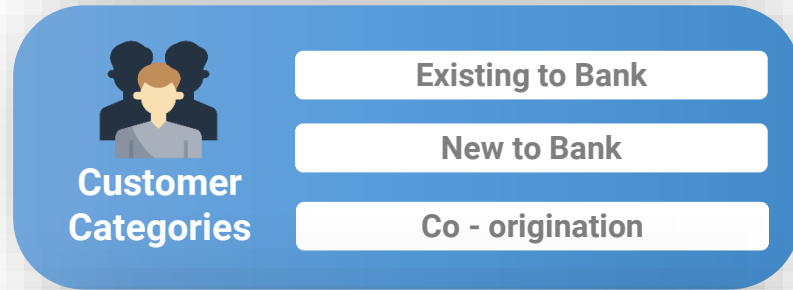 Customer
Categories
Existing to Bank
New to Bank
Co - origination